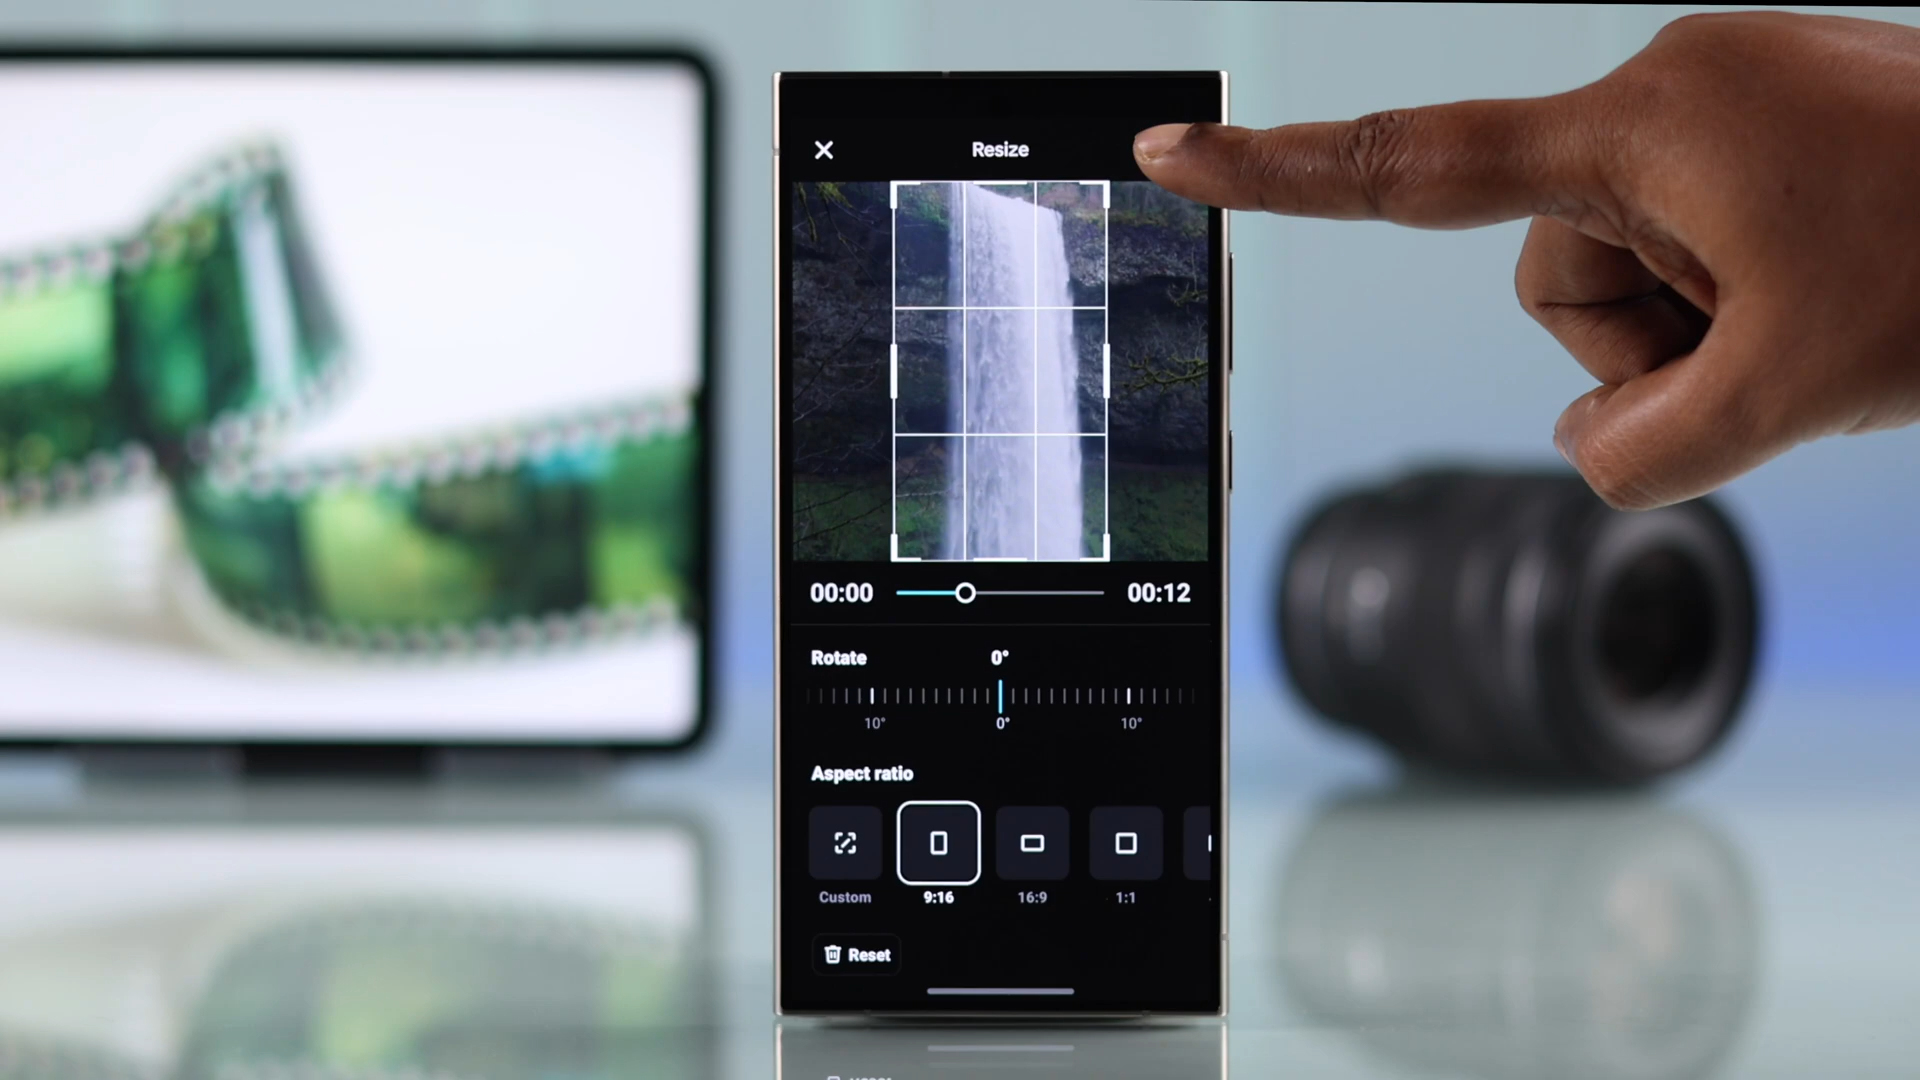 Resize
00:00 00:12
Rotate 0°
10° 0° 10°
Aspect ratio
Custom 9:16 16:9 1:1
Reset